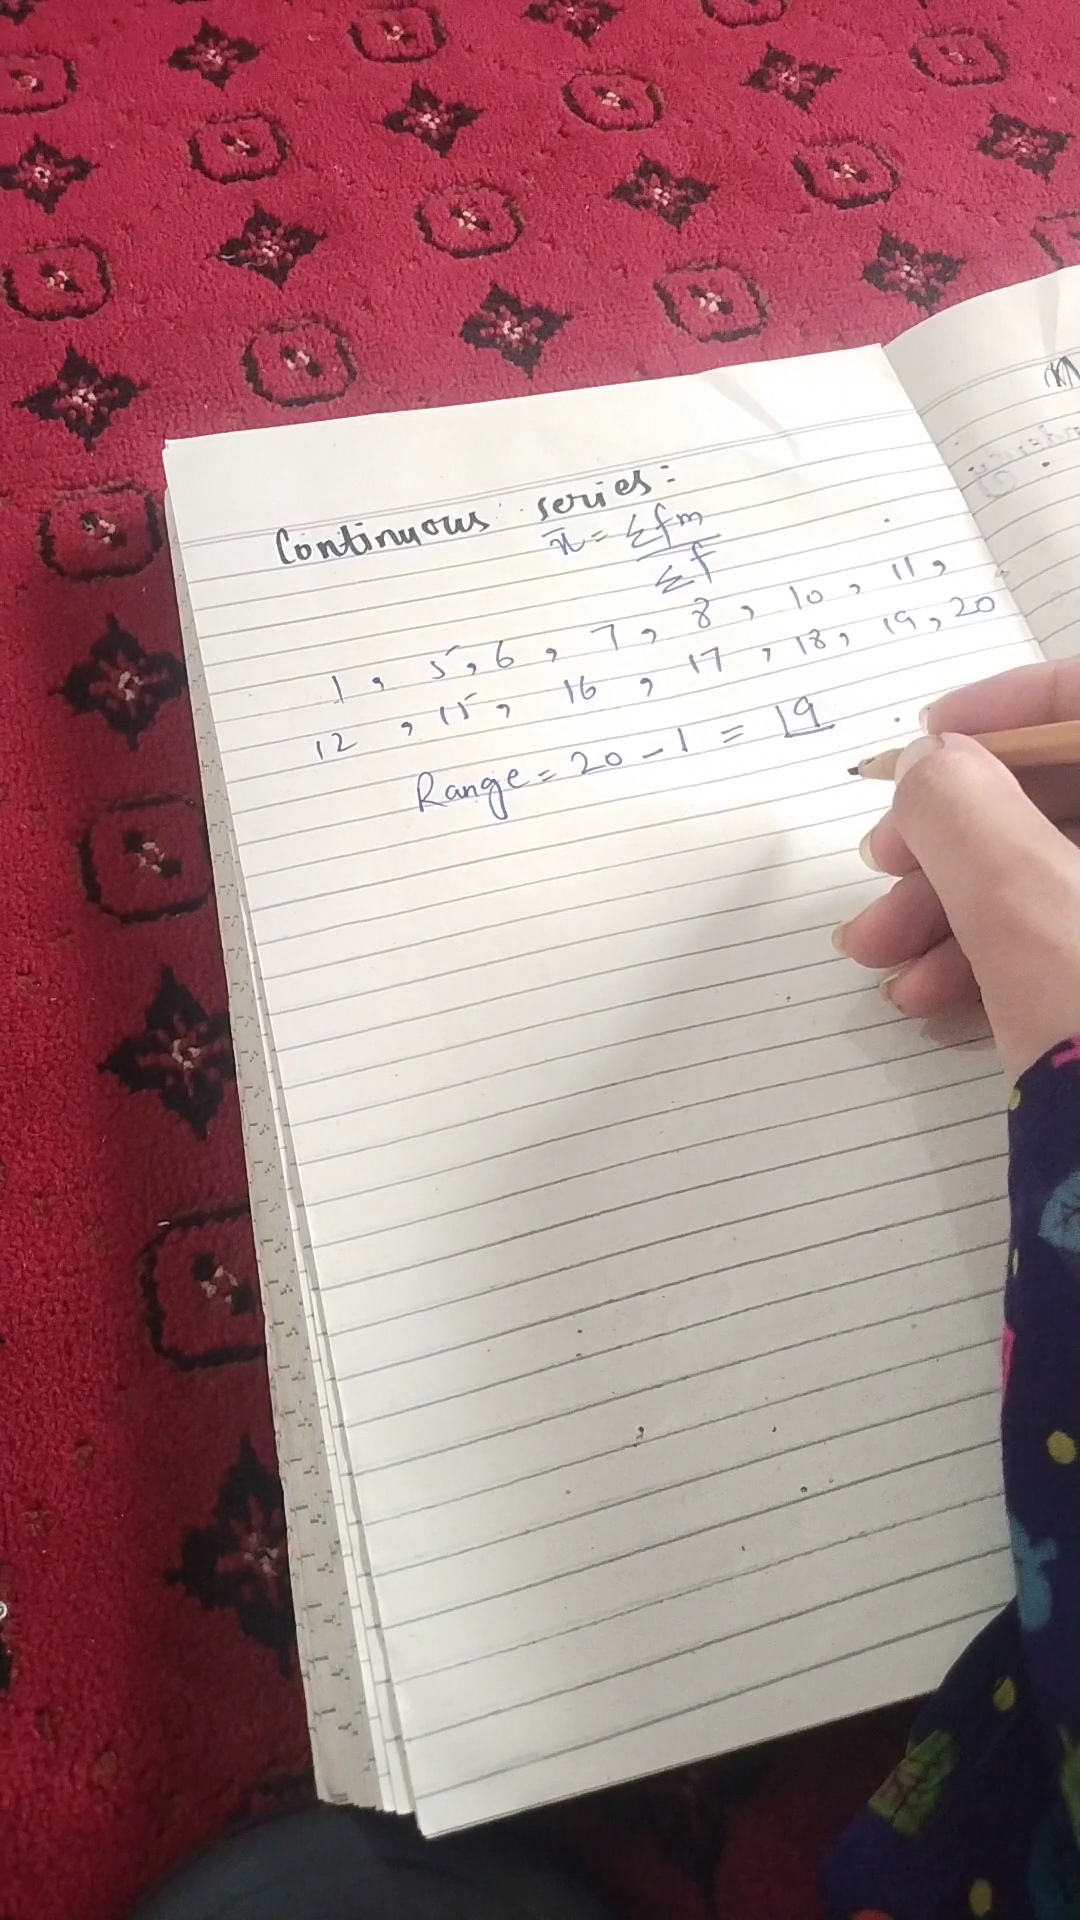 Continuous series:
x̄ = Σfm
Σf
1, 5, 6, 7, 8, 10, 11,
12, 15, 16, 17, 18, 19, 20
Range = 20 - 1 = 19